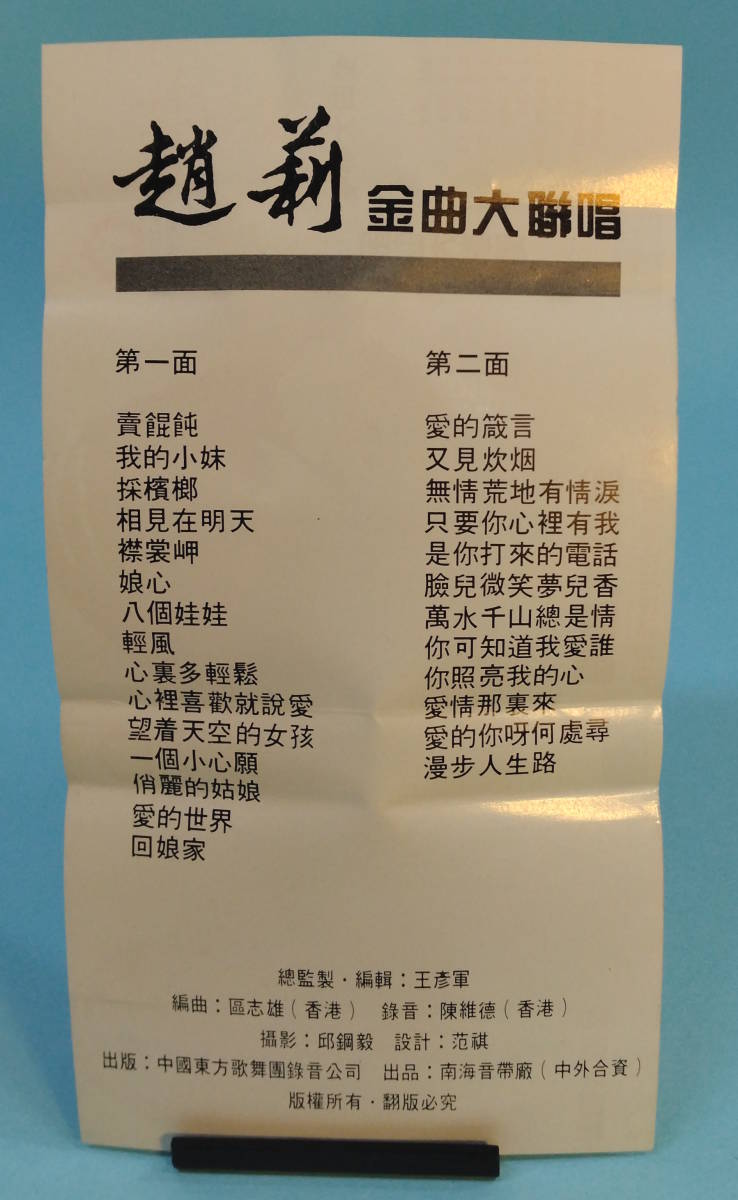 趙莉 金曲大聯唱
第一面
賣餛飩
我的小妹
採檳榔
相見在明天
襟裳岬
娘心
八個娃娃
輕風
心裏多輕鬆
心裡喜歡就說愛
望着天空的女孩
一個小心願
俏麗的姑娘
愛的世界
回娘家
第二面
愛的箴言
又見炊烟
無情荒地有情淚
只要你心裡有我
是你打來的電話
臉兒微笑夢兒香
萬水千山總是情
你可知道我愛誰
你照亮我的心
愛情那裏來
愛的你呀何處尋
漫步人生路
總監製·編輯：王彥軍
編曲：區志雄（香港） 錄音：陳維德（香港）
攝影：邱鋼毅 設計：范祺
出版：中國東方歌舞團錄音公司 出品：南海音帶廠（中外合資）
版權所有·翻版必究